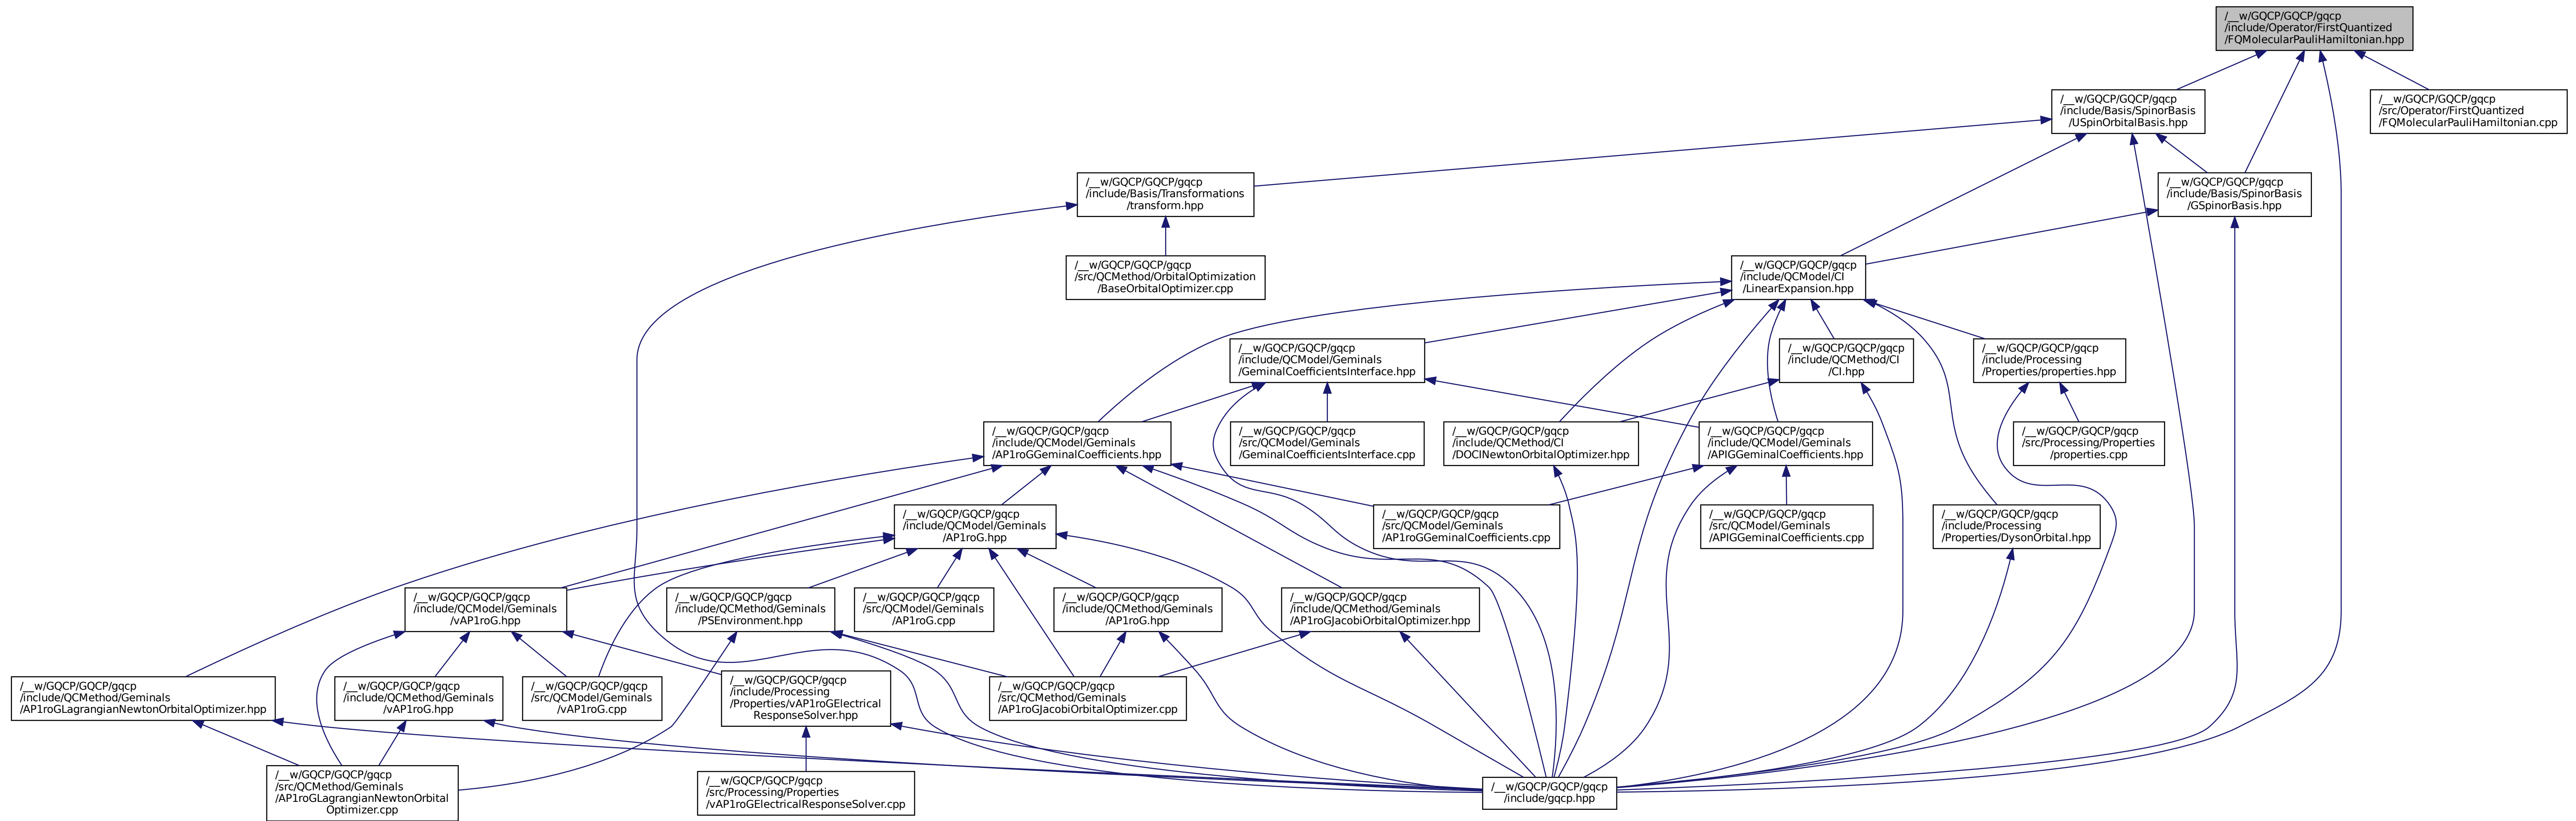 /__w/GQCP/GQCP/gqcp
/include/Operator/FirstQuantized
/FQMolecularPauliHamiltonian.hpp
/__w/GQCP/GQCP/gqcp
/include/Basis/SpinorBasis
/USpinOrbitalBasis.hpp
/__w/GQCP/GQCP/gqcp
/src/Operator/FirstQuantized
/FQMolecularPauliHamiltonian.cpp
/__w/GQCP/GQCP/gqcp
/include/Basis/Transformations
/transform.hpp
/__w/GQCP/GQCP/gqcp
/include/Basis/SpinorBasis
/GSpinorBasis.hpp
/__w/GQCP/GQCP/gqcp
/src/QCMethod/OrbitalOptimization
/BaseOrbitalOptimizer.cpp
/__w/GQCP/GQCP/gqcp
/include/QCModel/CI
/LinearExpansion.hpp
/__w/GQCP/GQCP/gqcp
/include/QCModel/Geminals
/GeminalCoefficientsInterface.hpp
/__w/GQCP/GQCP/gqcp
/include/QCMethod/CI
/CI.hpp
/__w/GQCP/GQCP/gqcp
/include/Processing
/Properties/properties.hpp
/__w/GQCP/GQCP/gqcp
/include/QCModel/Geminals
/AP1roGGeminalCoefficients.hpp
/__w/GQCP/GQCP/gqcp
/src/QCModel/Geminals
/GeminalCoefficientsInterface.cpp
/__w/GQCP/GQCP/gqcp
/include/QCMethod/CI
/DOCINewtonOrbitalOptimizer.hpp
/__w/GQCP/GQCP/gqcp
/include/QCModel/Geminals
/APIGGeminalCoefficients.hpp
/__w/GQCP/GQCP/gqcp
/src/Processing/Properties
/properties.cpp
/__w/GQCP/GQCP/gqcp
/include/QCModel/Geminals
/AP1roG.hpp
/__w/GQCP/GQCP/gqcp
/src/QCModel/Geminals
/AP1roGGeminalCoefficients.cpp
/__w/GQCP/GQCP/gqcp
/src/QCModel/Geminals
/APIGGeminalCoefficients.cpp
/__w/GQCP/GQCP/gqcp
/include/Processing
/Properties/DysonOrbital.hpp
/__w/GQCP/GQCP/gqcp
/include/QCModel/Geminals
/vAP1roG.hpp
/__w/GQCP/GQCP/gqcp
/include/QCMethod/Geminals
/PSEnvironment.hpp
/__w/GQCP/GQCP/gqcp
/src/QCModel/Geminals
/AP1roG.cpp
/__w/GQCP/GQCP/gqcp
/include/QCMethod/Geminals
/AP1roG.hpp
/__w/GQCP/GQCP/gqcp
/include/QCMethod/Geminals
/AP1roGJacobiOrbitalOptimizer.hpp
/__w/GQCP/GQCP/gqcp
/include/QCMethod/Geminals
/AP1roGLagrangianNewtonOrbitalOptimizer.hpp
/__w/GQCP/GQCP/gqcp
/include/QCMethod/Geminals
/vAP1roG.hpp
/__w/GQCP/GQCP/gqcp
/src/QCModel/Geminals
/vAP1roG.cpp
/__w/GQCP/GQCP/gqcp
/include/Processing
/Properties/vAP1roGElectrical
ResponseSolver.hpp
/__w/GQCP/GQCP/gqcp
/src/QCMethod/Geminals
/AP1roGJacobiOrbitalOptimizer.cpp
/__w/GQCP/GQCP/gqcp
/src/QCMethod/Geminals
/AP1roGLagrangianNewtonOrbital
Optimizer.cpp
/__w/GQCP/GQCP/gqcp
/src/Processing/Properties
/vAP1roGElectricalResponseSolver.cpp
/__w/GQCP/GQCP/gqcp
/include/gqcp.hpp